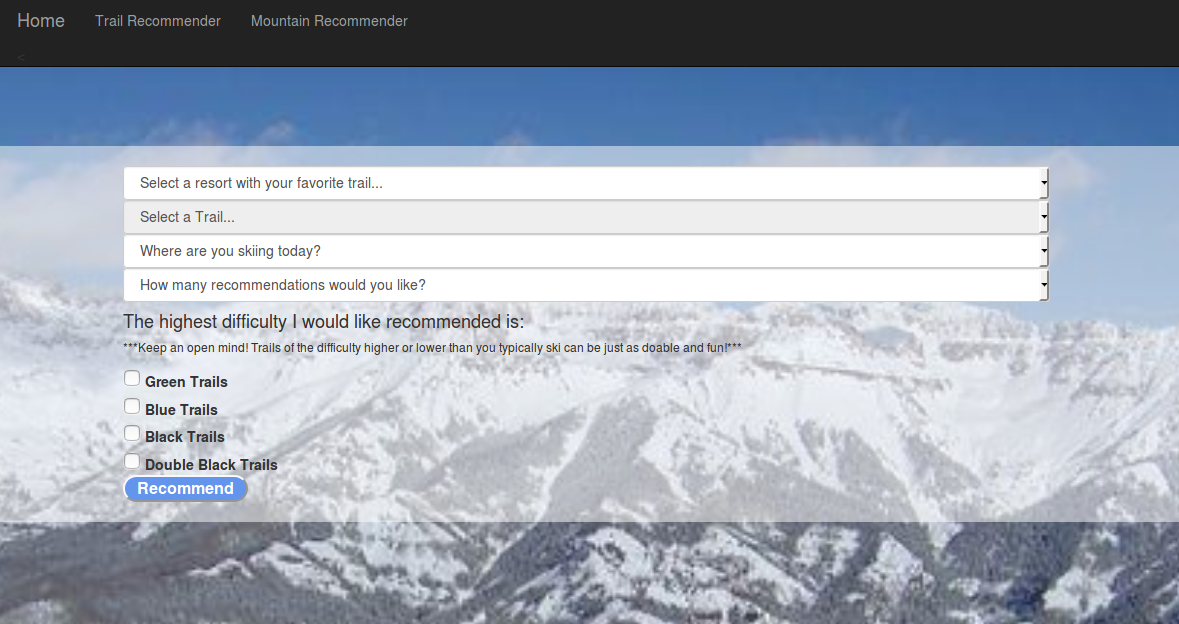 Home Trail Recommender Mountain Recommender
<
Select a resort with your favorite trail...
Select a Trail...
Where are you skiing today?
How many recommendations would you like?
The highest difficulty I would like recommended is:
***Keep an open mind! Trails of the difficulty higher or lower than you typically ski can be just as doable and fun!***
Green Trails
Blue Trails
Black Trails
Double Black Trails
Recommend